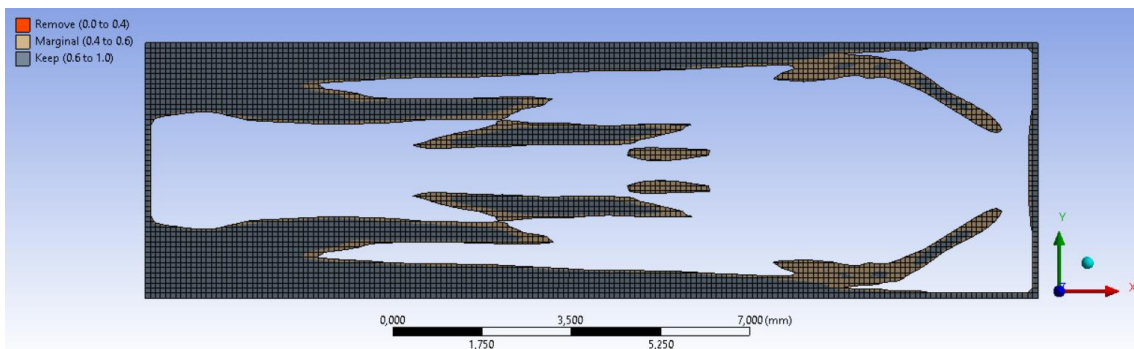 Remove (0.0 to 0.4)
Marginal (0.4 to 0.6)
Keep (0.6 to 1.0)
Y
X
0,000 3,500 7,000 (mm)
1,750 5,250